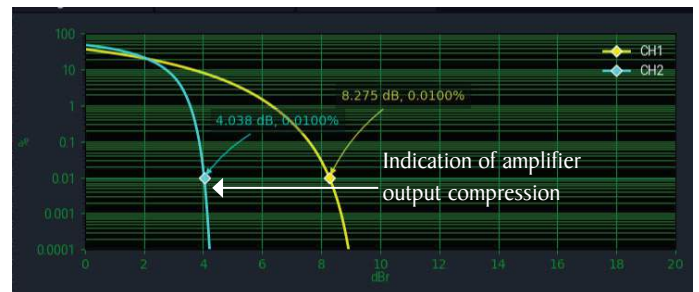 100
10
1
0.1
0.01
0.001
0.0001
%
CH1
CH2
8.275 dB, 0.0100%
4.038 dB, 0.0100%
Indication of amplifier
output compression
0 2 4 6 8 10 12 14 16 18 20
dBr